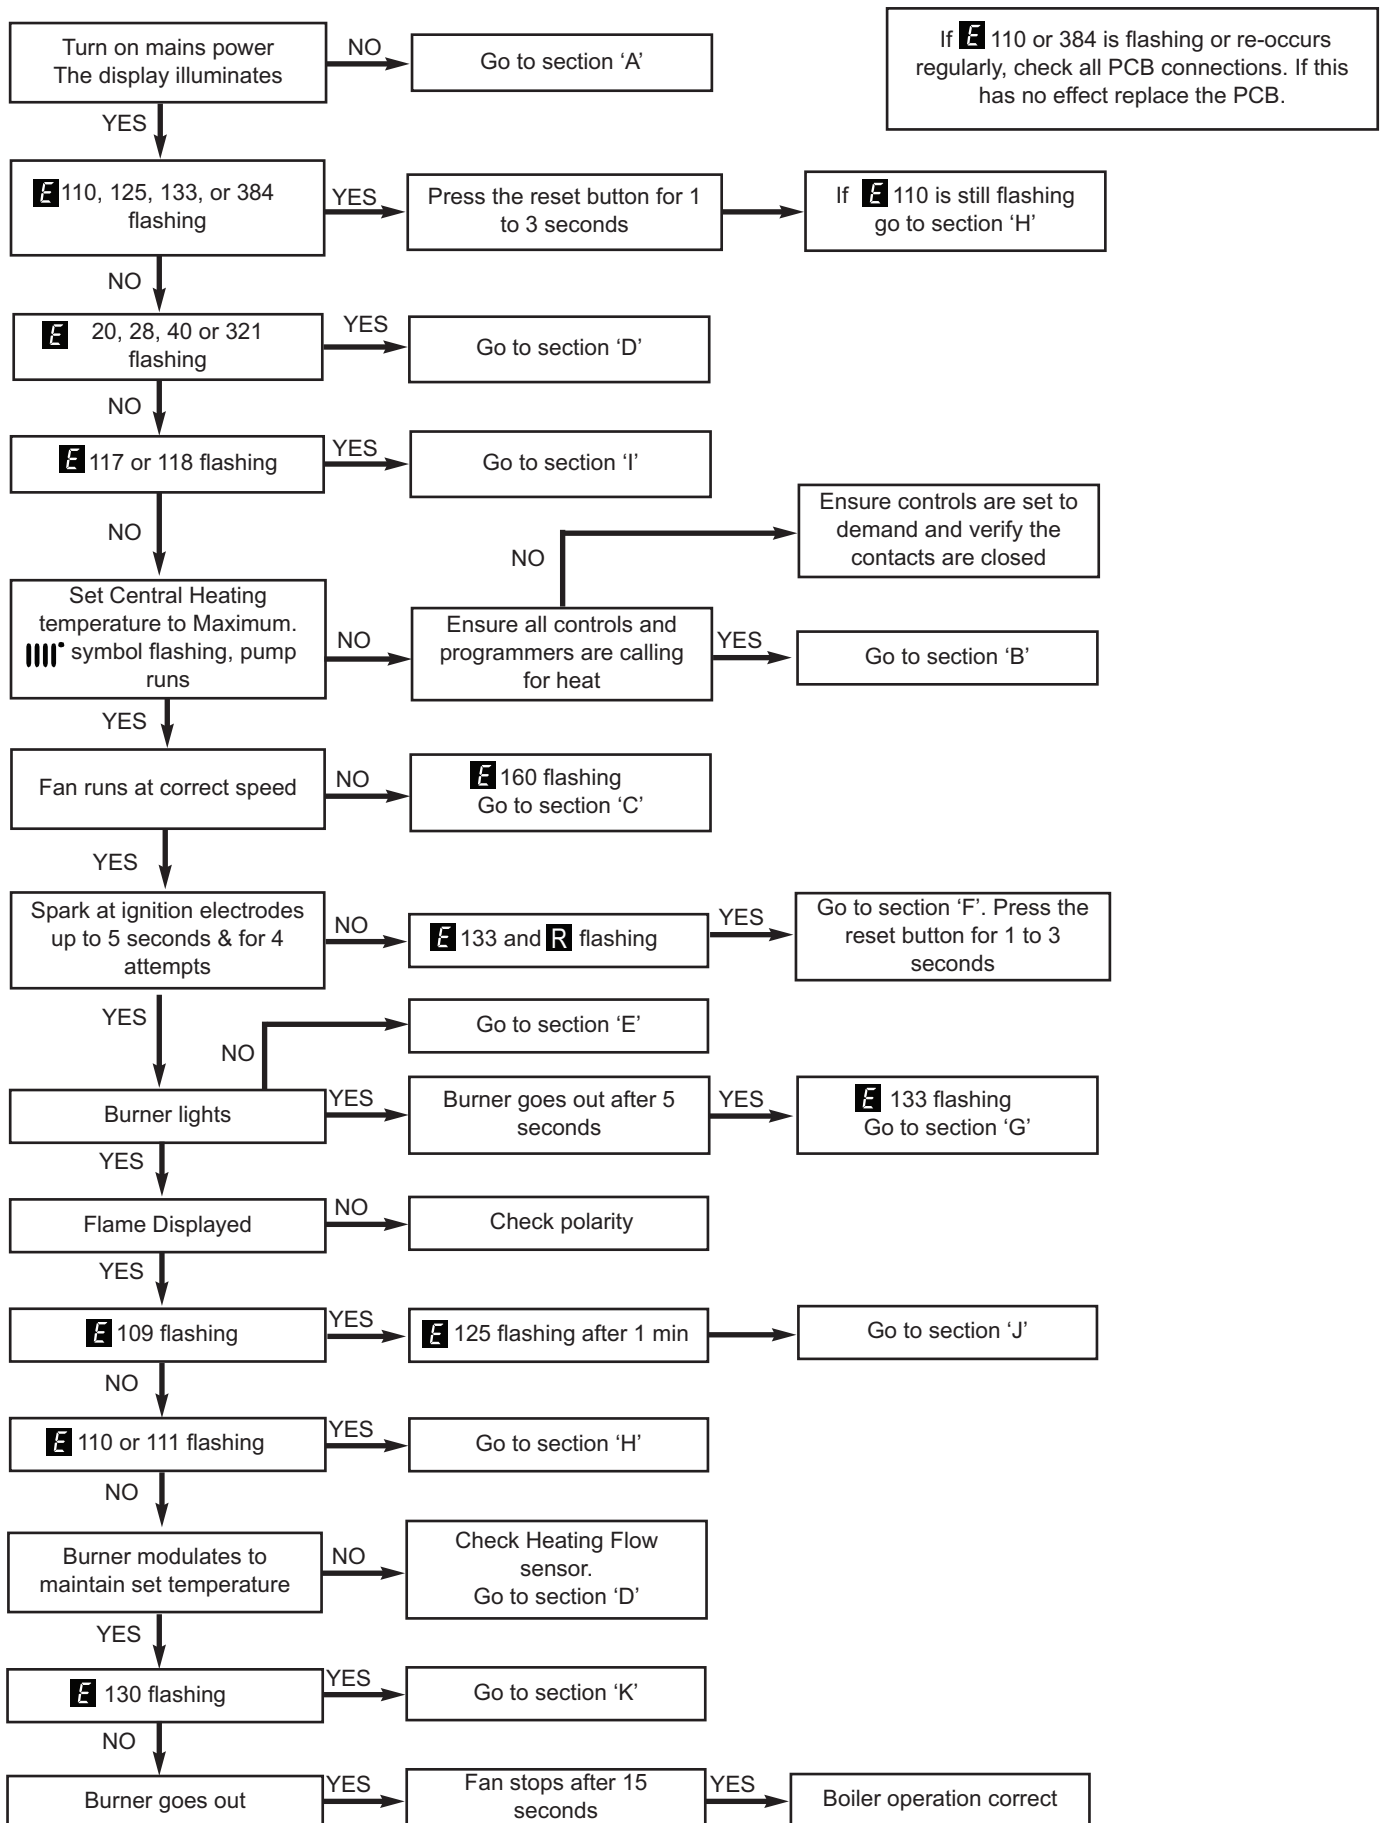 Turn on mains power
The display illuminates
NO
Go to section ‘A’
If E 110 or 384 is flashing or re-occurs
regularly, check all PCB connections. If this
has no effect replace the PCB.
YES
E 110, 125, 133, or 384
flashing
YES
Press the reset button for 1
to 3 seconds
If E 110 is still flashing
go to section ‘H’
NO
E 20, 28, 40 or 321
flashing
YES
Go to section ‘D’
NO
E 117 or 118 flashing
YES
Go to section ‘I’
NO
Ensure controls are set to
demand and verify the
contacts are closed
NO
Set Central Heating
temperature to Maximum.
symbol flashing, pump
runs
NO
Ensure all controls and
programmers are calling
for heat
YES
Go to section ‘B’
YES
Fan runs at correct speed
NO
E 160 flashing
Go to section ‘C’
YES
Spark at ignition electrodes
up to 5 seconds & for 4
attempts
NO
E 133 and R flashing
YES
Go to section ‘F’. Press the
reset button for 1 to 3
seconds
YES
NO
Go to section ‘E’
Burner lights
YES
Burner goes out after 5
seconds
YES
E 133 flashing
Go to section ‘G’
YES
Flame Displayed
NO
Check polarity
YES
E 109 flashing
YES
E 125 flashing after 1 min
Go to section ‘J’
NO
E 110 or 111 flashing
YES
Go to section ‘H’
NO
Burner modulates to
maintain set temperature
NO
Check Heating Flow
sensor.
Go to section ‘D’
YES
E 130 flashing
YES
Go to section ‘K’
NO
Burner goes out
YES
Fan stops after 15
seconds
YES
Boiler operation correct